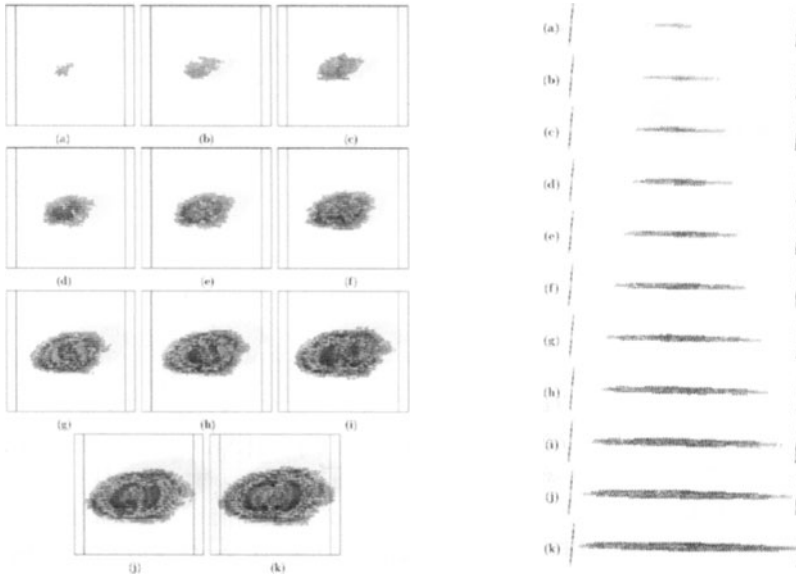 (a) (b) (c)
(d) (e) (f)
(g) (h) (i)
(j) (k)
(a)
(b)
(c)
(d)
(e)
(f)
(g)
(h)
(i)
(j)
(k)